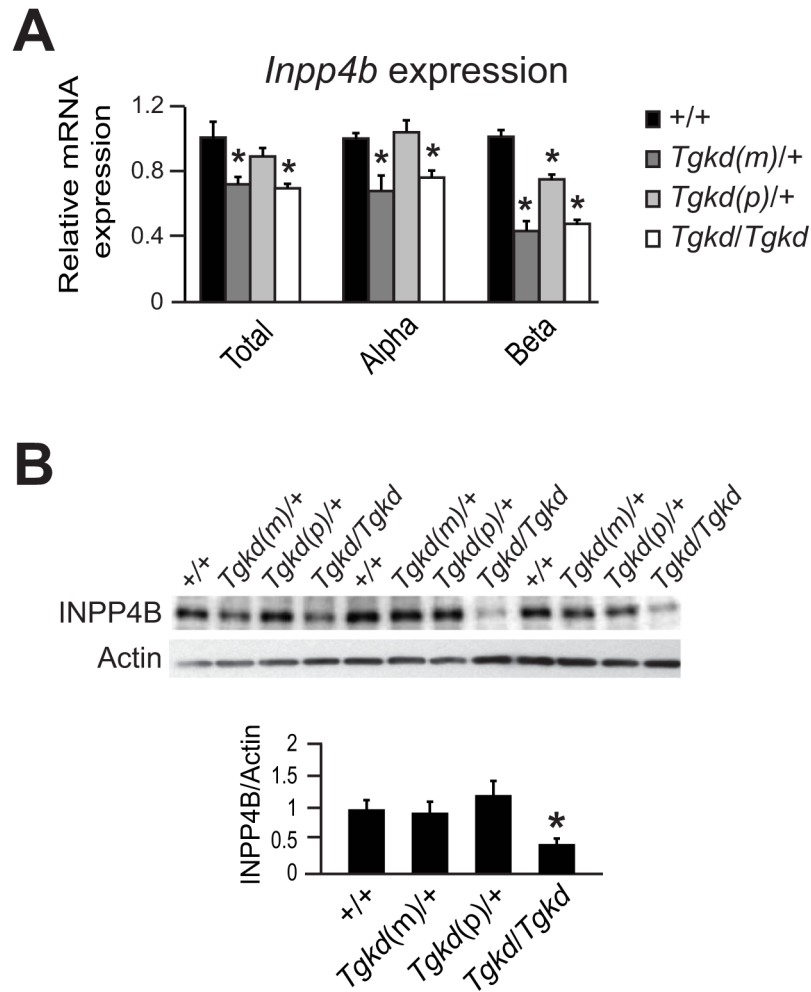 A
Inpp4b expression
Relative mRNA
expression
1.2
0.8
0.4
0
* * * * * * *
Total
Alpha
Beta
+/+
Tgkd(m)/+
Tgkd(p)/+
Tgkd/Tgkd
B
+/+ Tgkd(m)/+ Tgkd(p)/+ Tgkd/Tgkd +/+ Tgkd(m)/+ Tgkd(p)/+ Tgkd/Tgkd +/+ Tgkd(m)/+ Tgkd(p)/+ Tgkd/Tgkd
INPP4B
Actin
INPP4B/Actin
2
1.5
1
0.5
0
*
+/+
Tgkd(m)/+
Tgkd(p)/+
Tgkd/Tgkd